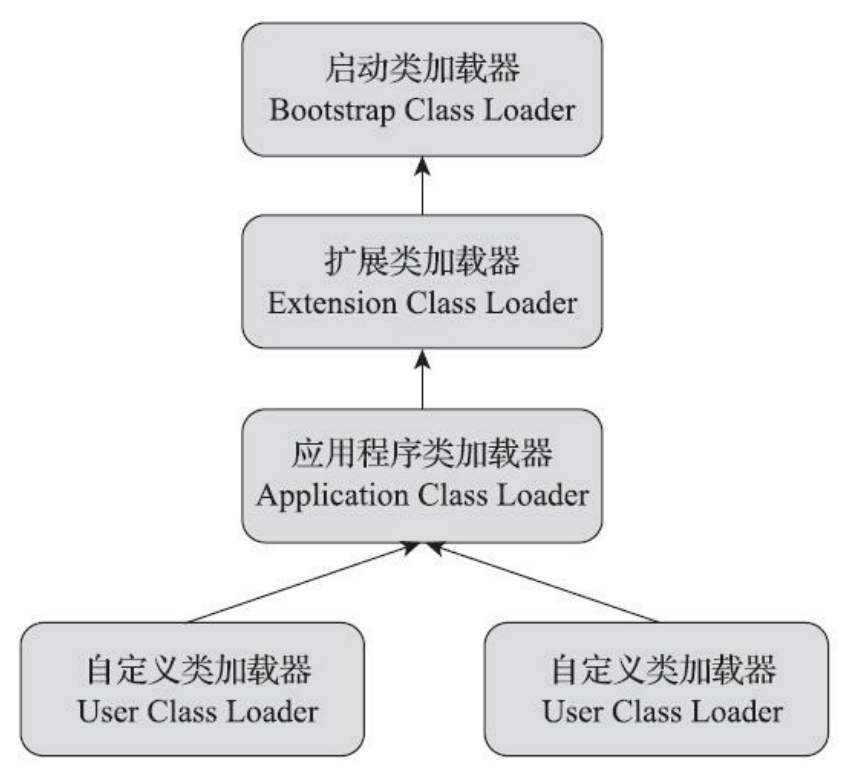 启动类加载器
Bootstrap Class Loader
扩展类加载器
Extension Class Loader
应用程序类加载器
Application Class Loader
自定义类加载器
User Class Loader
自定义类加载器
User Class Loader